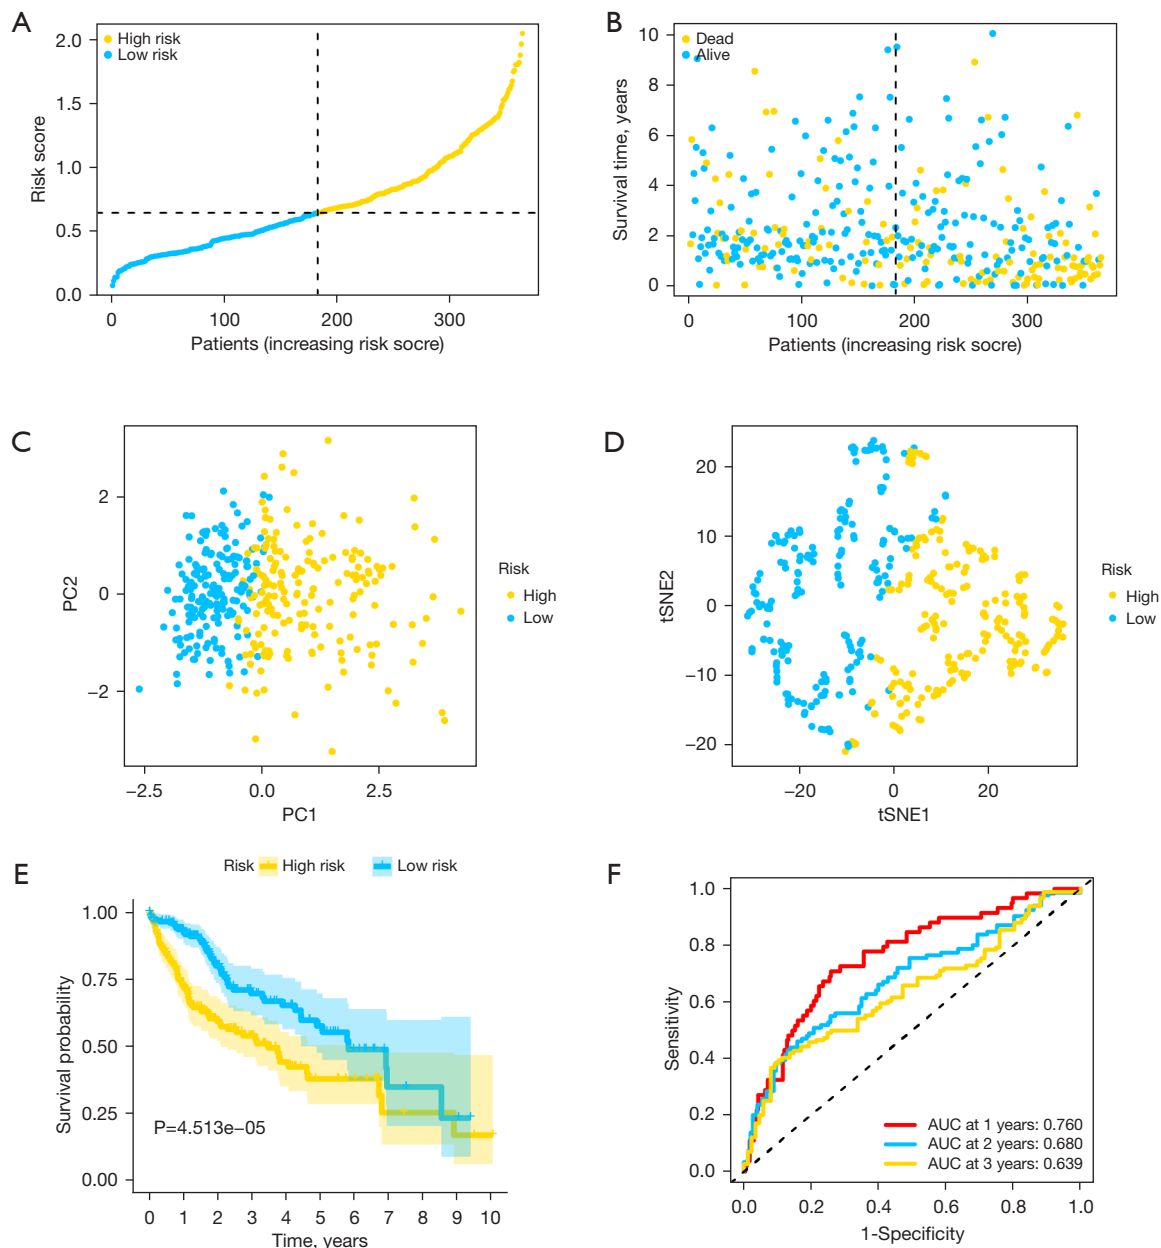 A
High risk
Low risk
2.0
1.5
1.0
0.5
0.0
Risk score
0 100 200 300
Patients (increasing risk socre)
B
Dead
Alive
10
8
6
4
2
0
Survival time, years
0 100 200 300
Patients (increasing risk socre)
C
2
0
−2
PC2
−2.5 0.0 2.5
PC1
Risk
High
Low
D
20
10
0
−10
−20
tSNE2
−20 0 20
tSNE1
Risk
High
Low
E
Risk High risk Low risk
1.00
0.75
0.50
0.25
0.00
Survival probability
P=4.513e−05
0 1 2 3 4 5 6 7 8 9 10
Time, years
F
1.0
0.8
0.6
0.4
0.2
0.0
Sensitivity
AUC at 1 years: 0.760
AUC at 2 years: 0.680
AUC at 3 years: 0.639
0.0 0.2 0.4 0.6 0.8 1.0
1-Specificity